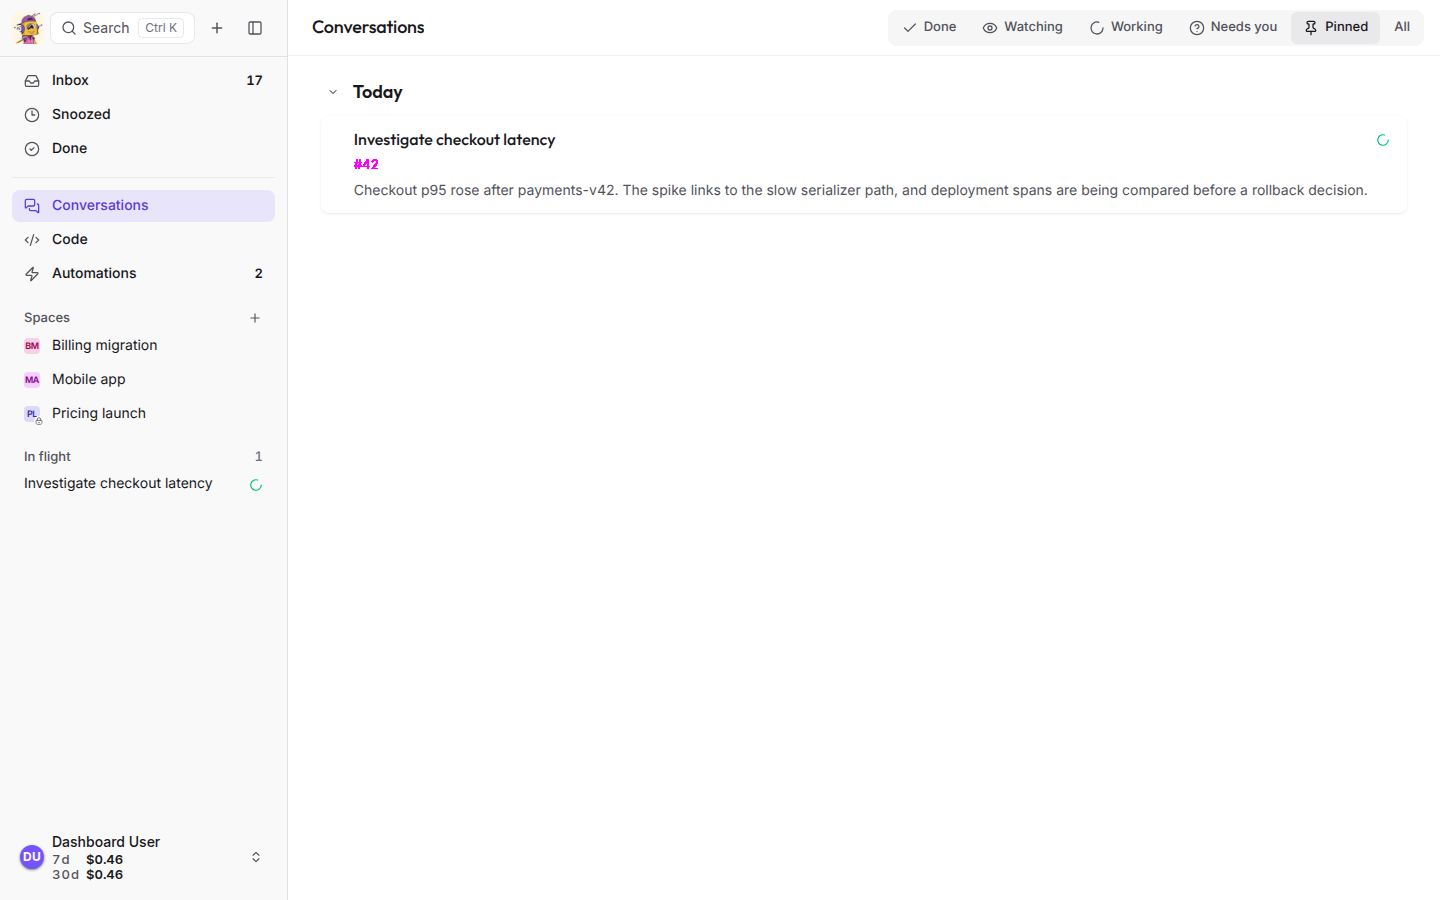 Search Ctrl K
Inbox 17
Snoozed
Done
Conversations
Code
Automations 2
Spaces
BM Billing migration
MA Mobile app
PL Pricing launch
In flight 1
Investigate checkout latency
DU Dashboard User
7d $0.46
30d $0.46
Conversations
Done Watching Working Needs you Pinned All
Today
Investigate checkout latency
#42
Checkout p95 rose after payments-v42. The spike links to the slow serializer path, and deployment spans are being compared before a rollback decision.